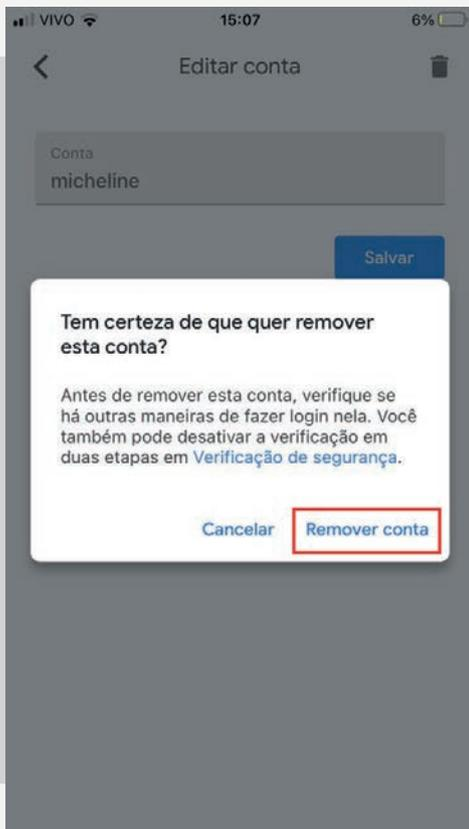 VIVO 15:07 6%
Editar conta
Conta
micheline
Salvar
Tem certeza de que quer remover
esta conta?
Antes de remover esta conta, verifique se
há outras maneiras de fazer login nela. Você
também pode desativar a verificação em
duas etapas em Verificação de segurança.
Cancelar Remover conta